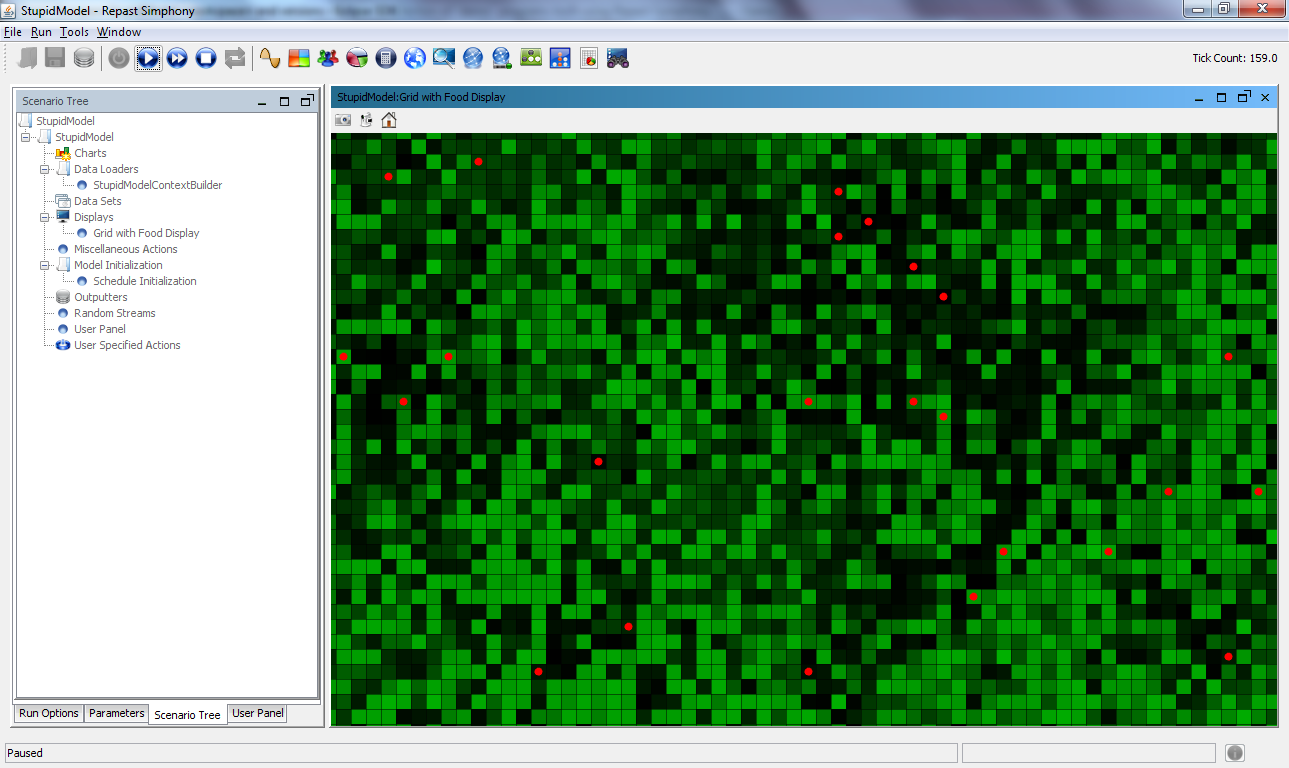 StupidModel - Repast Simphony
File Run Tools Window
Tick Count: 159.0
Scenario Tree
StupidModel
StupidModel
Charts
Data Loaders
StupidModelContextBuilder
Data Sets
Displays
Grid with Food Display
Miscellaneous Actions
Model Initialization
Schedule Initialization
Outputters
Random Streams
User Panel
User Specified Actions
Run Options Parameters Scenario Tree User Panel
StupidModel:Grid with Food Display
Paused